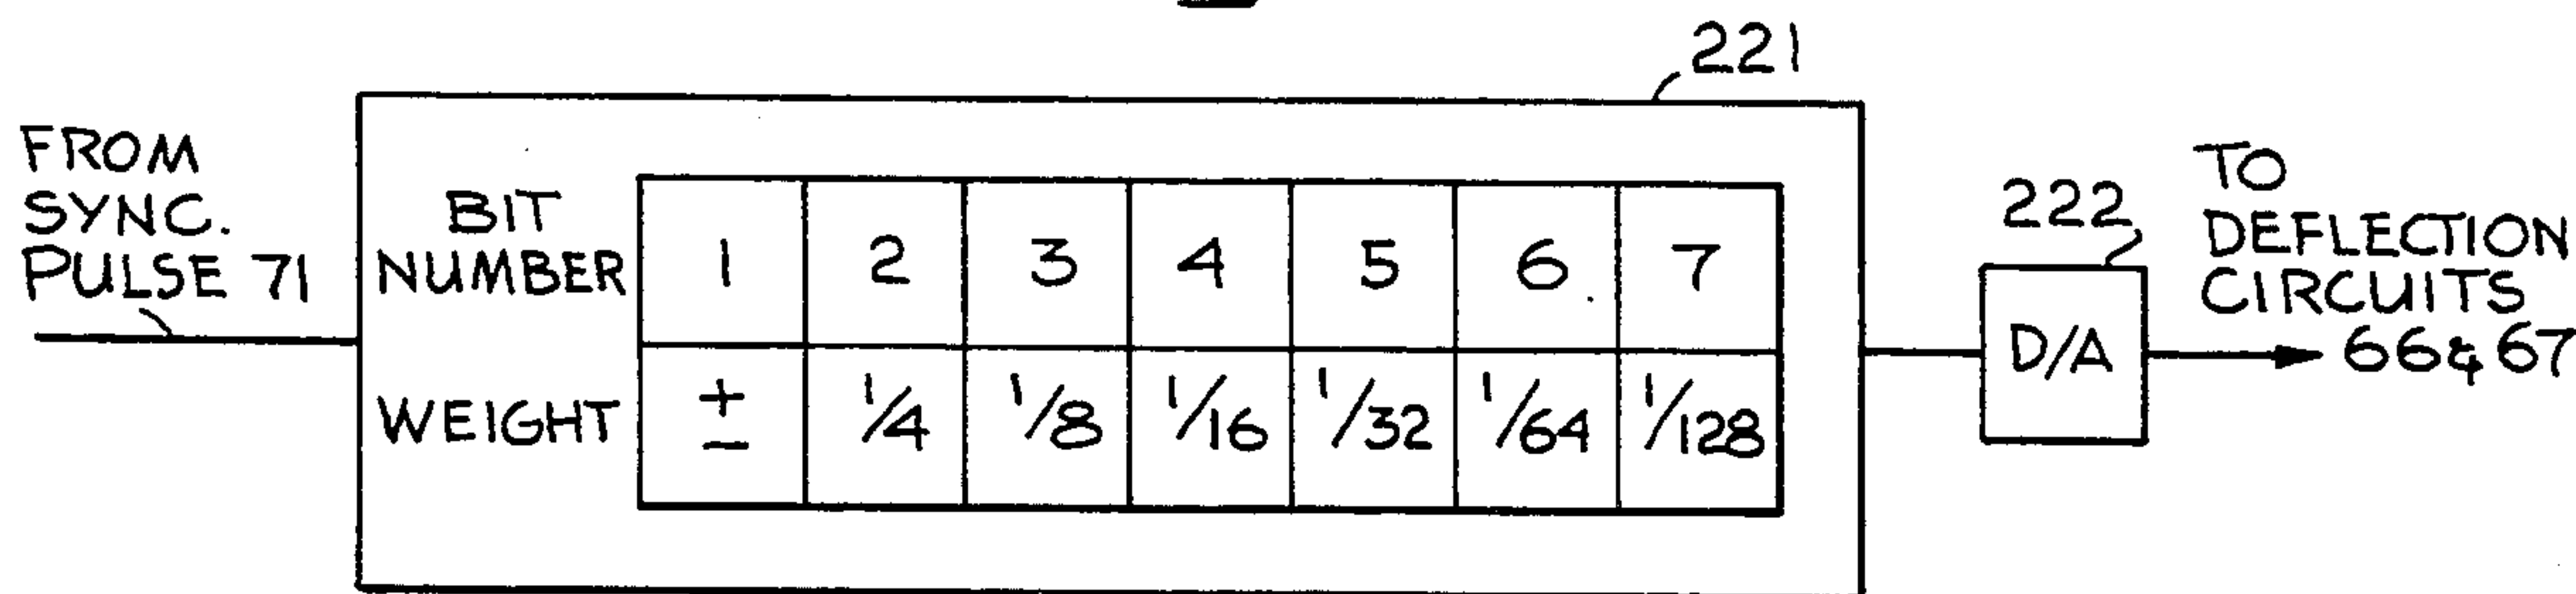 221
FROM
SYNC.
PULSE 71
BIT
NUMBER 1 2 3 4 5 6 7
WEIGHT ± 1/4 1/8 1/16 1/32 1/64 1/128
222
D/A
TO
DEFLECTION
CIRCUITS
66 & 67